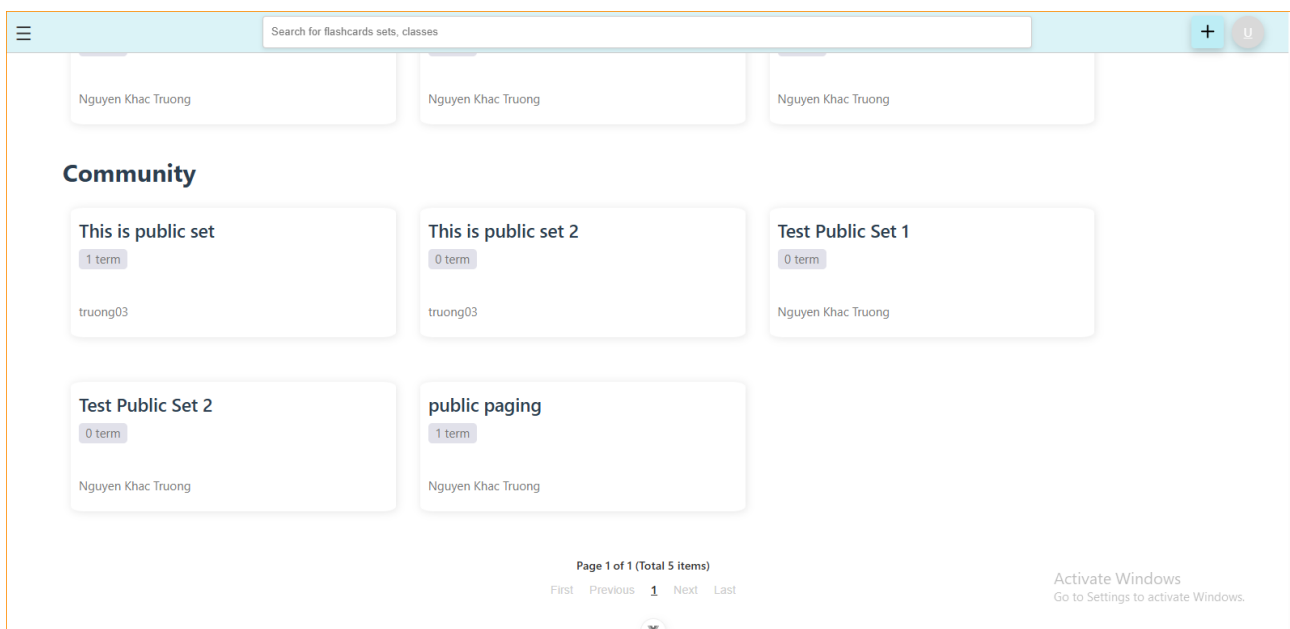 Search for flashcards sets, classes
+
U
Nguyen Khac Truong
Nguyen Khac Truong
Nguyen Khac Truong
Community
This is public set
1 term
truong03
This is public set 2
0 term
truong03
Test Public Set 1
0 term
Nguyen Khac Truong
Test Public Set 2
0 term
Nguyen Khac Truong
public paging
1 term
Nguyen Khac Truong
Page 1 of 1 (Total 5 items)
First Previous 1 Next Last
Activate Windows
Go to Settings to activate Windows.